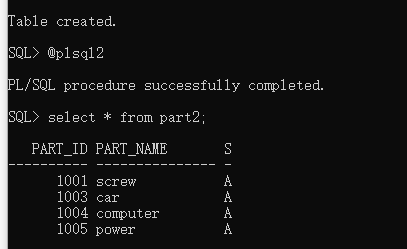 Table created.
SQL> @plsql2
PL/SQL procedure successfully completed.
SQL> select * from part2;
PART_ID PART_NAME S
---------- --------------- -
1001 screw A
1003 car A
1004 computer A
1005 power A